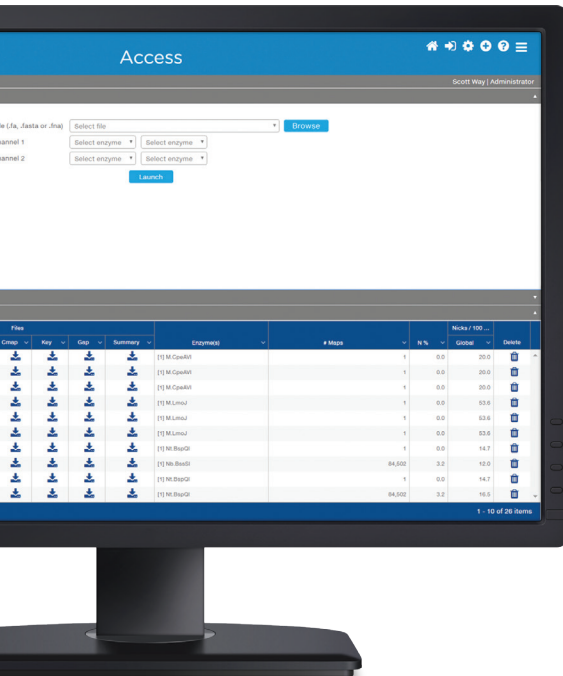 Access
Scott Way | Administrator
le (.fa, .fasta or .fna) Select file Browse
hannel 1 Select enzyme Select enzyme
hannel 2 Select enzyme Select enzyme
Launch
Files Nicks / 100 ...
Cmap Key Gap Summary Enzyme(s) # Maps N % Global Delete
[1] M.CpeAVI 1 0.0 20.0
[1] M.CpeAVI 1 0.0 20.0
[1] M.CpeAVI 1 0.0 20.0
[1] M.LmoJ 1 0.0 53.6
[1] M.LmoJ 1 0.0 53.6
[1] M.LmoJ 1 0.0 53.6
[1] Nt.BspQI 1 0.0 14.7
[1] Nb.BssSI 84,502 3.2 12.0
[1] Nt.BspQI 1 0.0 14.7
[1] Nt.BspQI 84,502 3.2 16.5
1 - 10 of 26 items